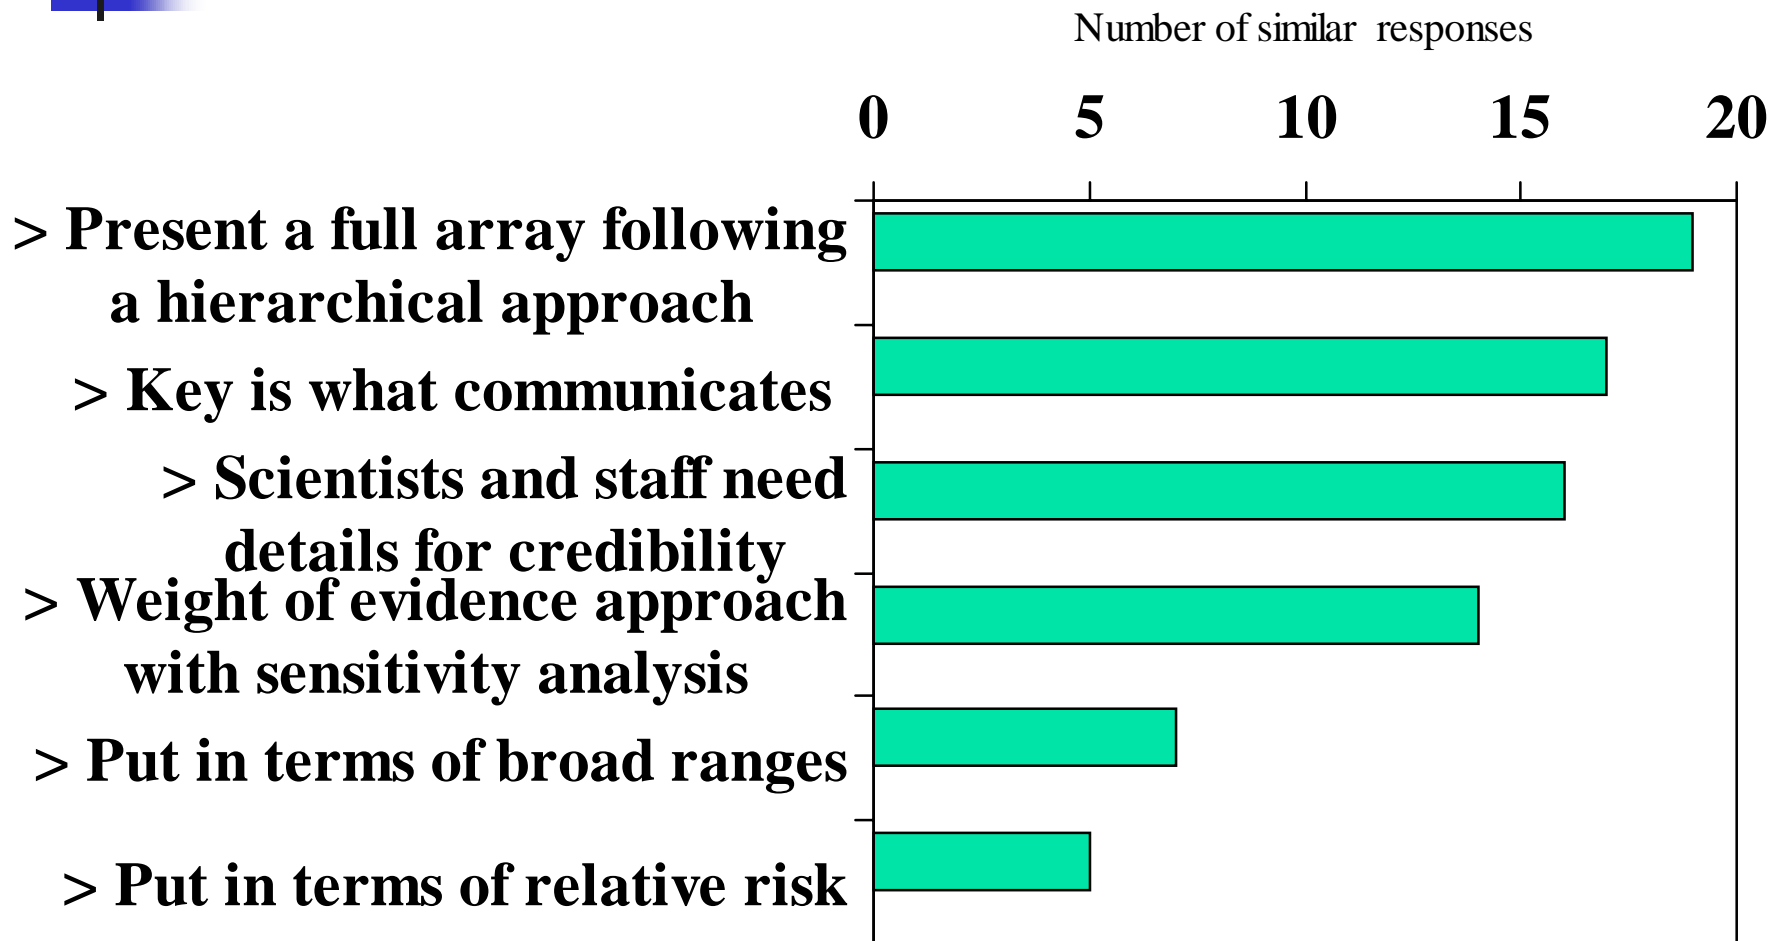 Number of similar responses
0 5 10 15 20
> Present a full array following
a hierarchical approach
> Key is what communicates
> Scientists and staff need
details for credibility
> Weight of evidence approach
with sensitivity analysis
> Put in terms of broad ranges
> Put in terms of relative risk